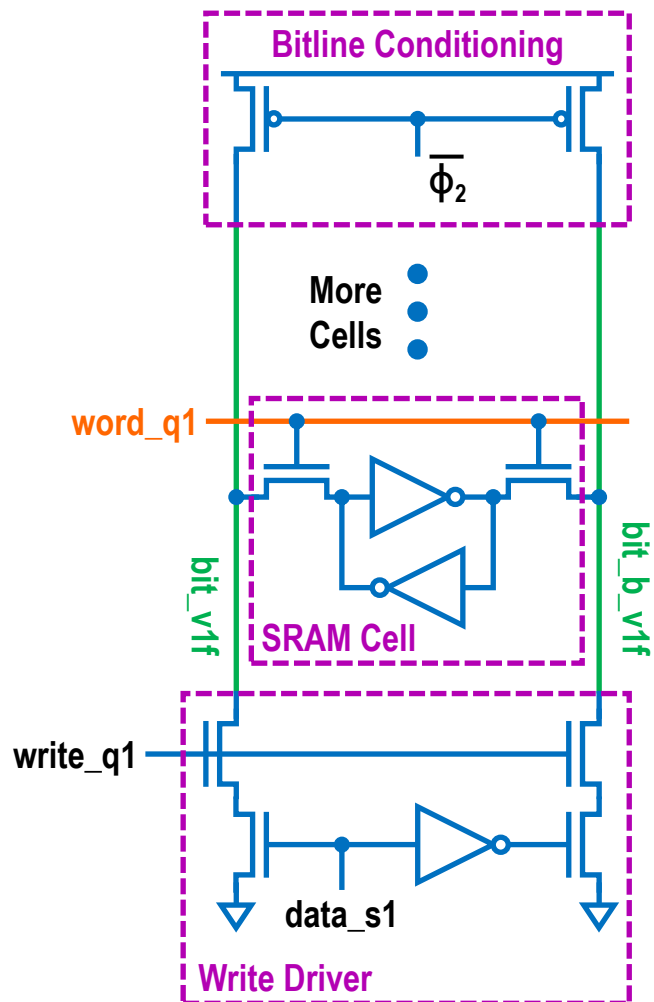 Bitline Conditioning
ϕ̅₂
More
Cells
word_q1
bit_v1f
bit_b_v1f
SRAM Cell
write_q1
data_s1
Write Driver